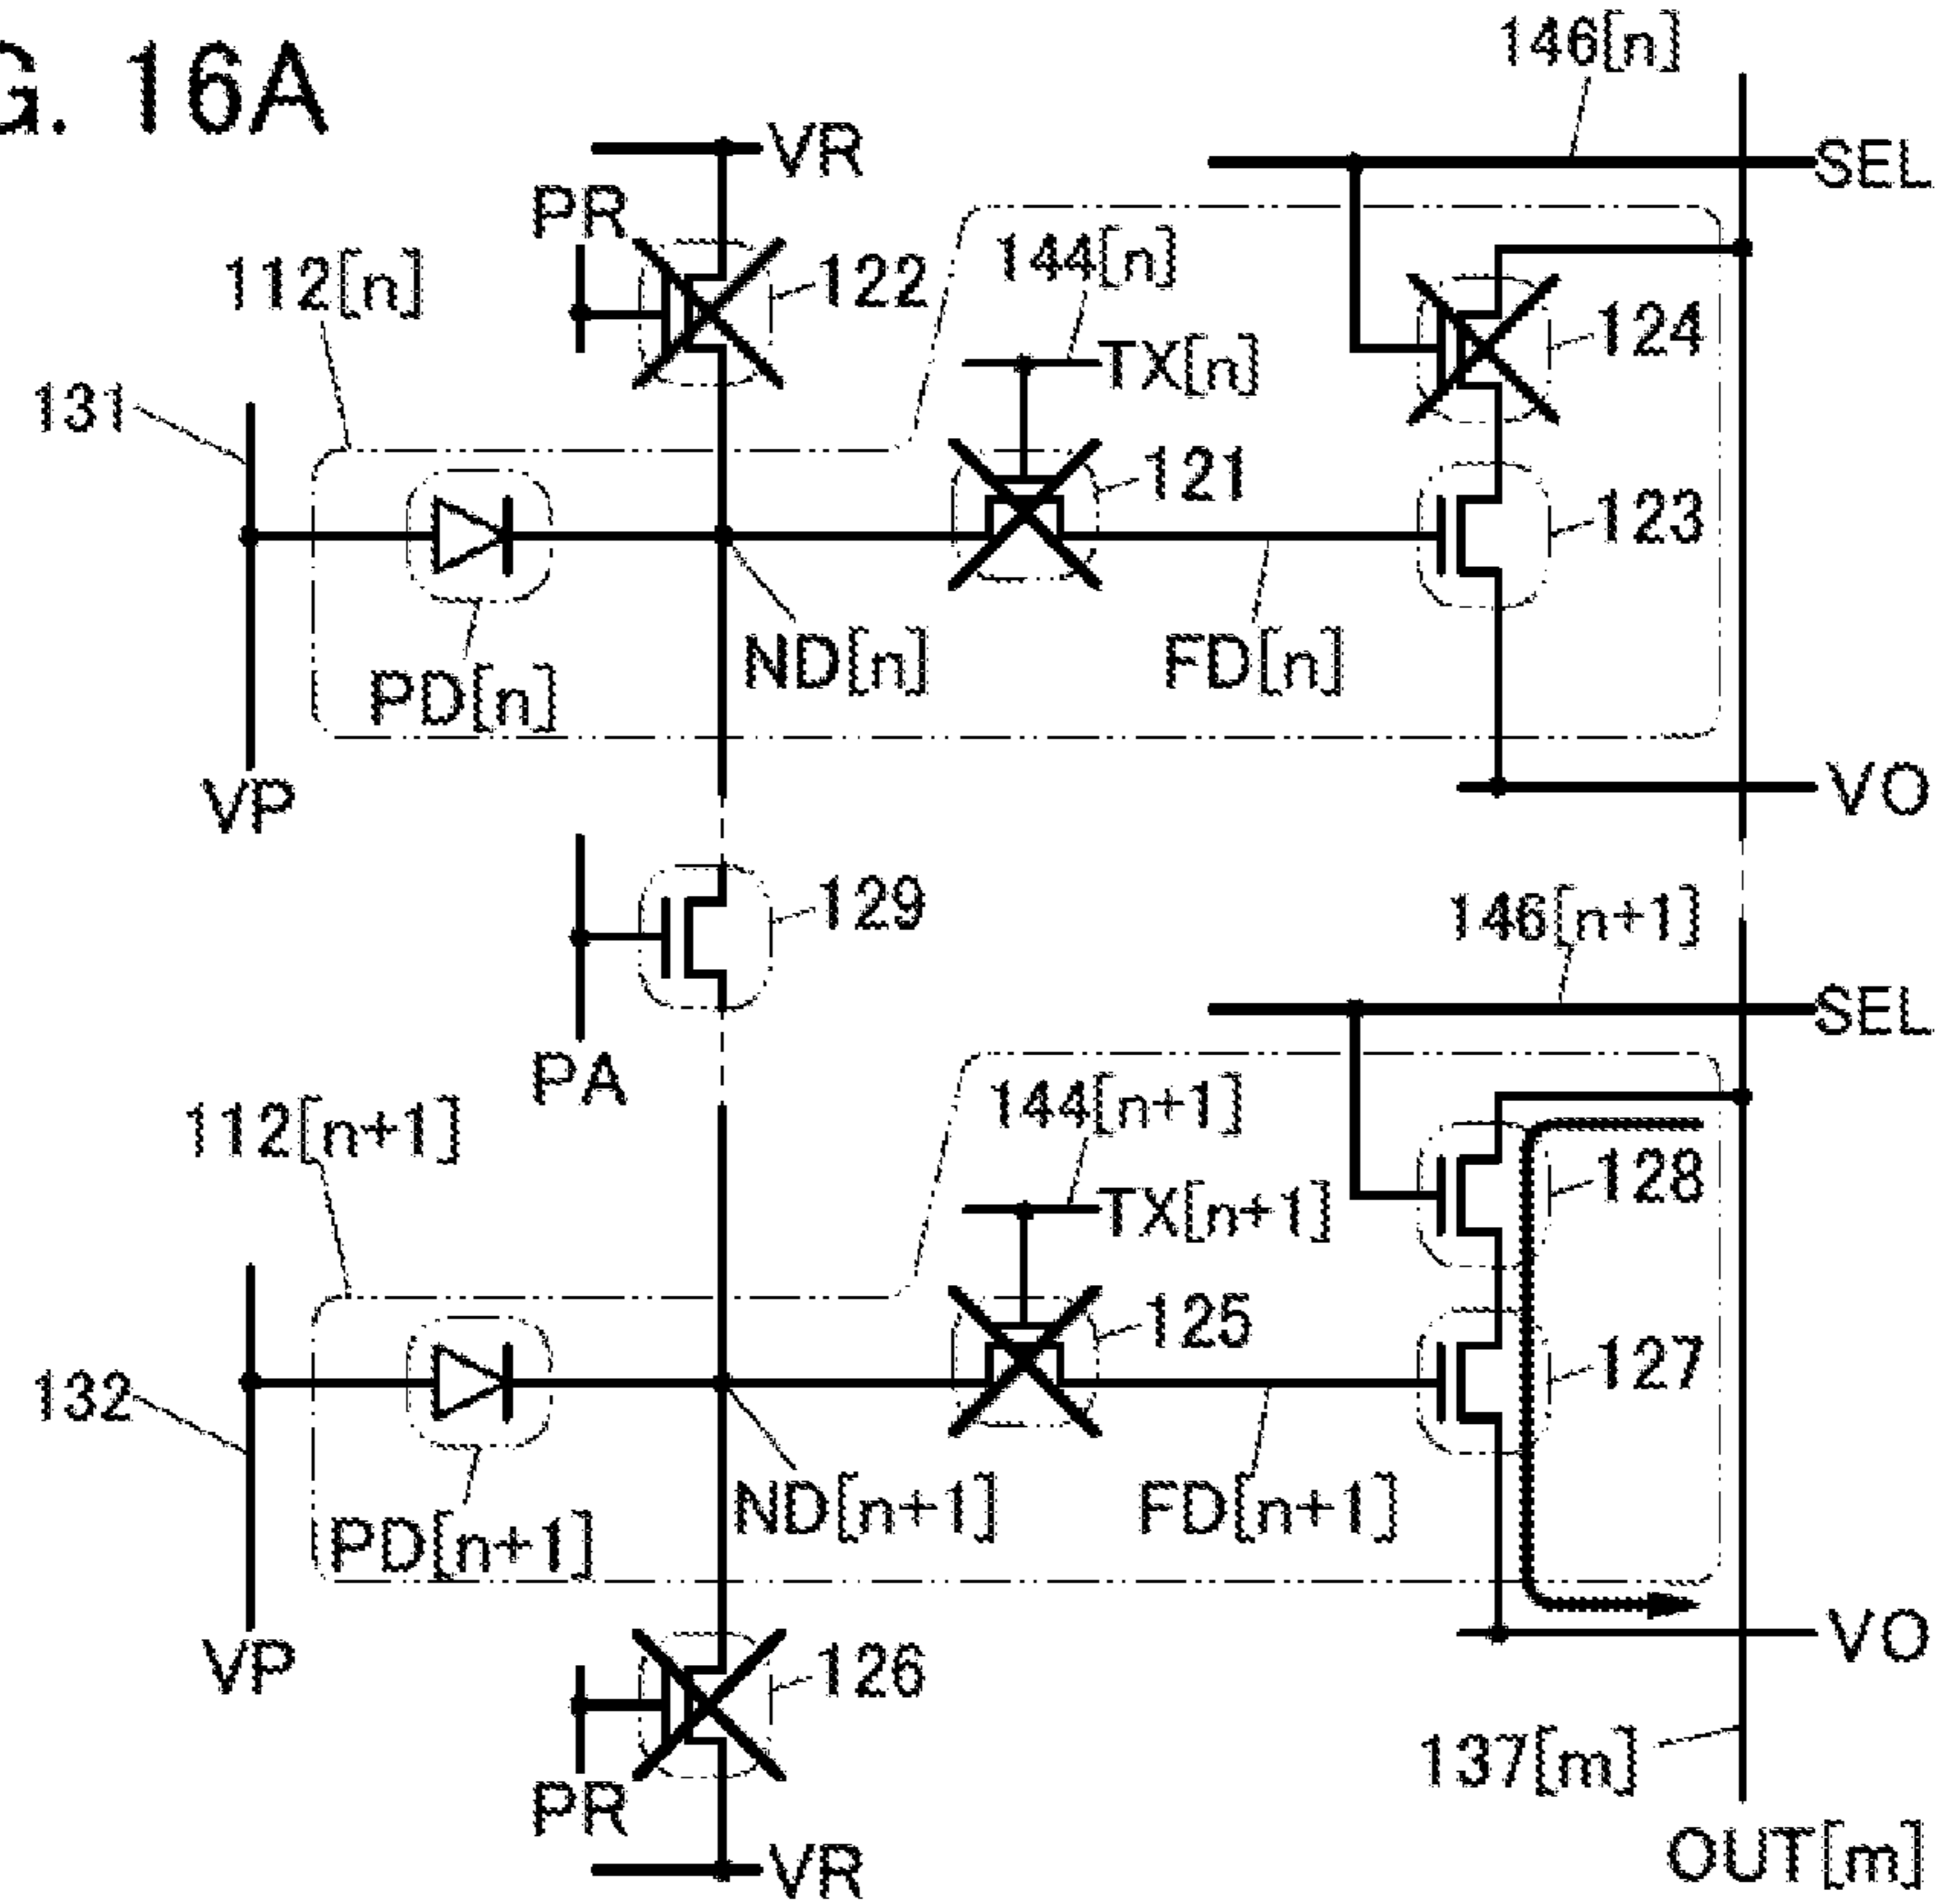 G. 16A
146[n]
VR
SEL
PR
112[n]
122
144[n]
124
TX[n]
131
121
123
ND[n]
FD[n]
PD[n]
VP
VO
129
146[n+1]
SEL
PA
112[n+1]
144[n+1]
128
TX[n+1]
125
127
132
ND[n+1]
FD[n+1]
PD[n+1]
VP
126
VO
137[m]
PR
VR
OUT[m]